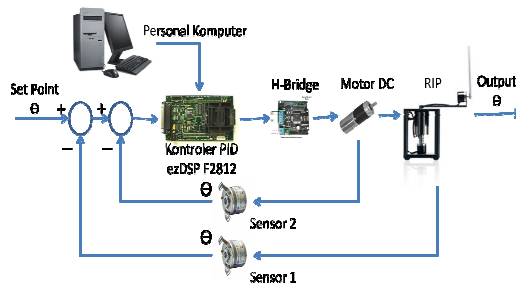 Personal Komputer
Set Point
θ
+
+
−
−
Kontroler PID
ezDSP F2812
H-Bridge
Motor DC
RIP
Output
θ
θ
Sensor 2
θ
Sensor 1